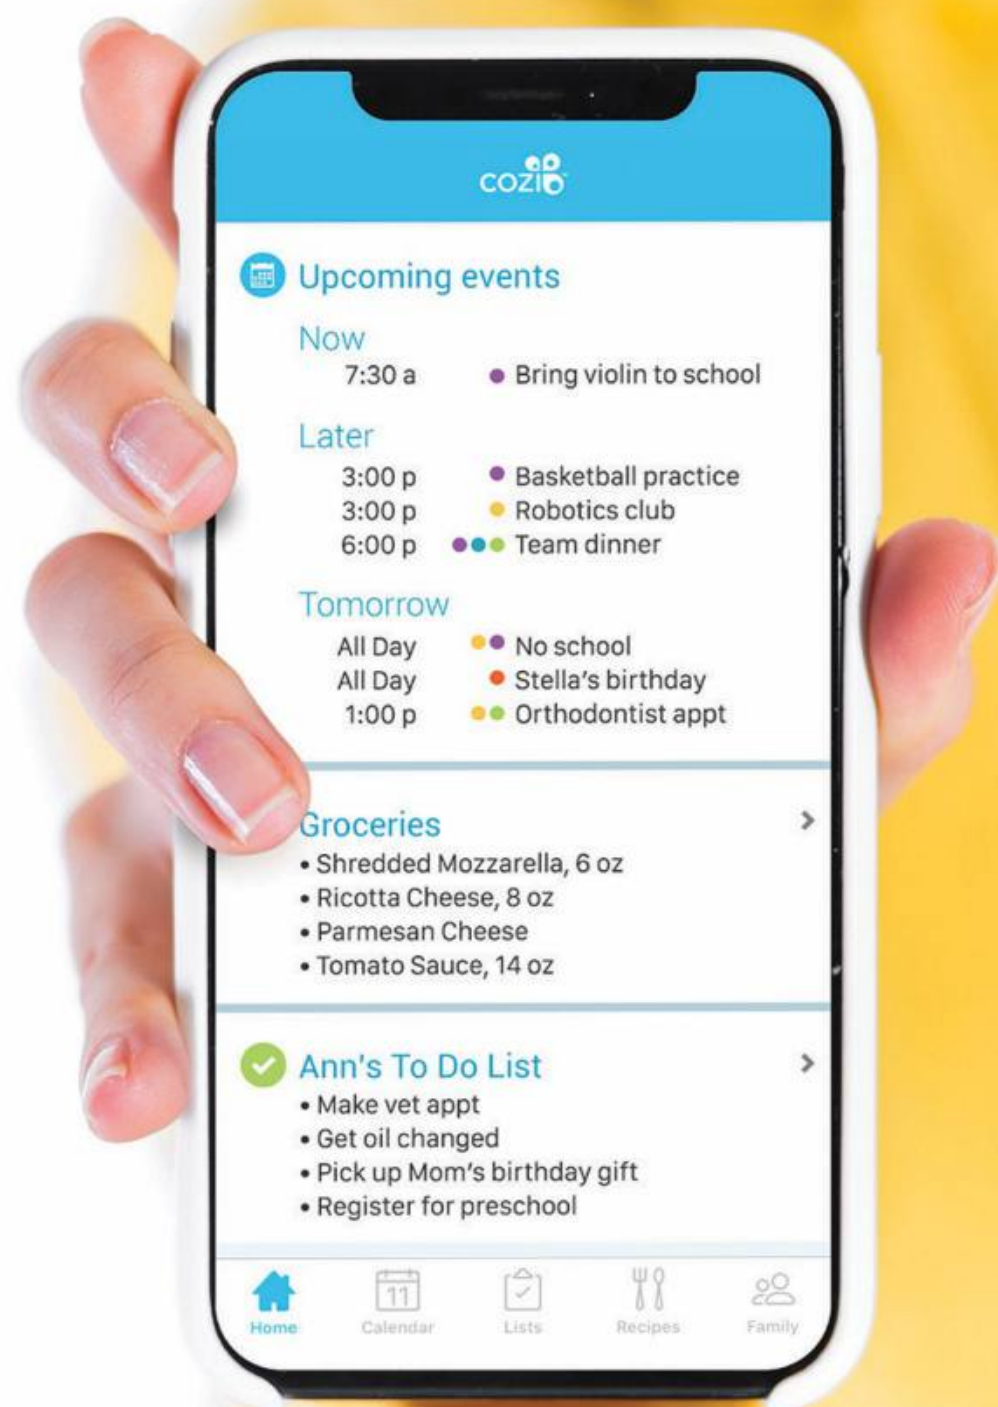 cozi
Upcoming events
Now
7:30 a Bring violin to school
Later
3:00 p Basketball practice
3:00 p Robotics club
6:00 p Team dinner
Tomorrow
All Day No school
All Day Stella's birthday
1:00 p Orthodontist appt
Groceries
• Shredded Mozzarella, 6 oz
• Ricotta Cheese, 8 oz
• Parmesan Cheese
• Tomato Sauce, 14 oz
Ann's To Do List
• Make vet appt
• Get oil changed
• Pick up Mom's birthday gift
• Register for preschool
11
Home Calendar Lists Recipes Family